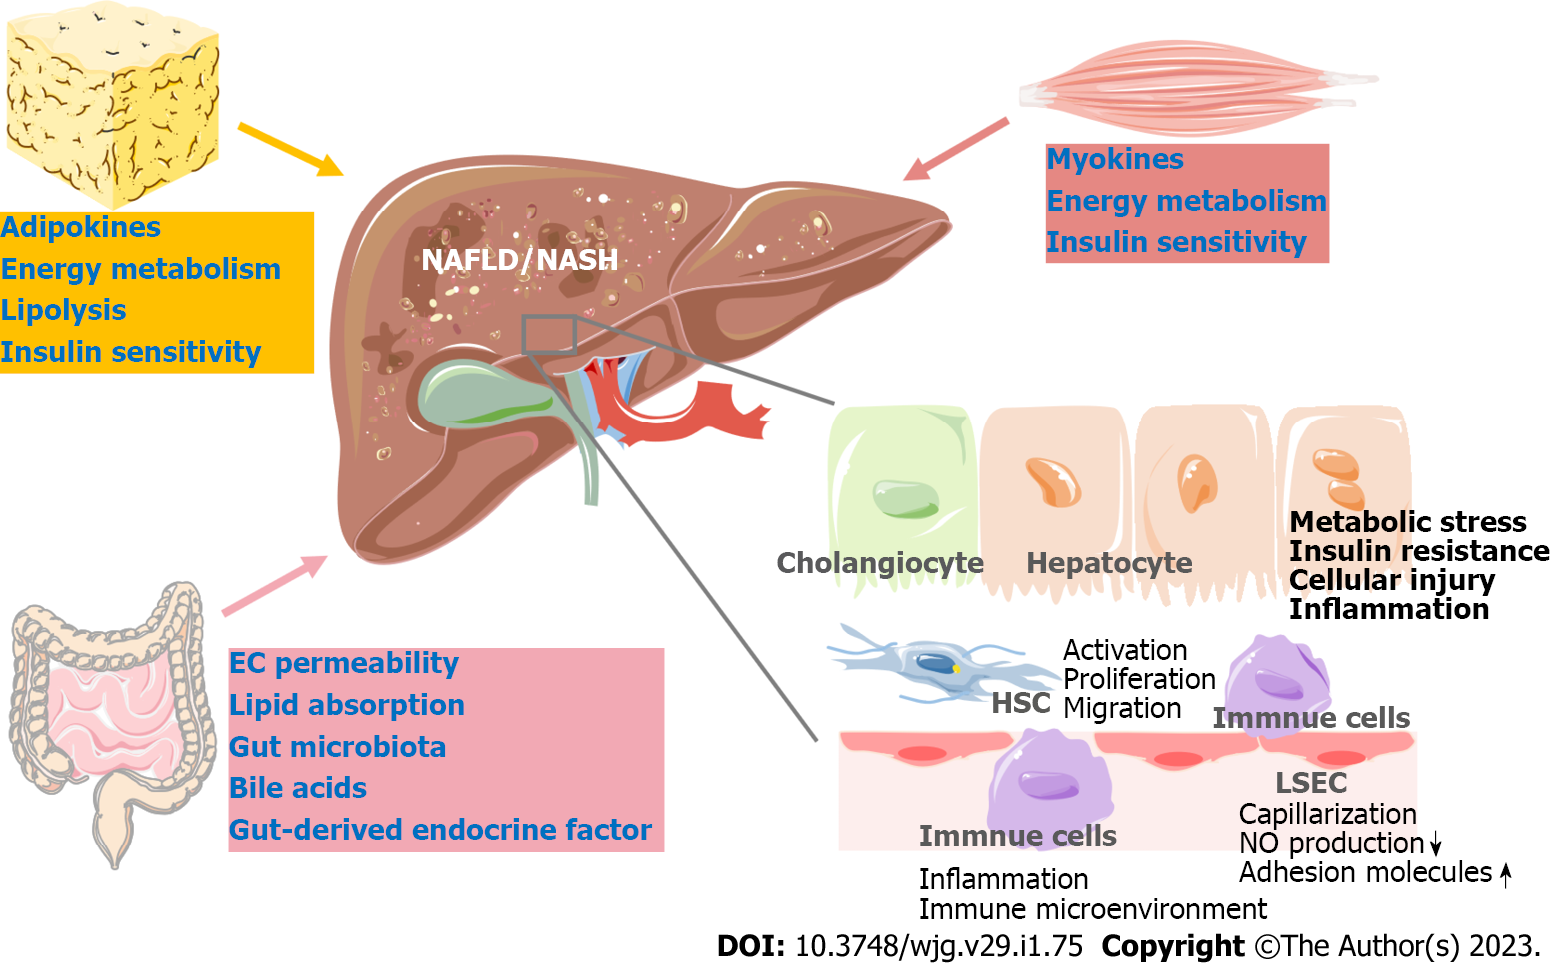 Adipokines
Energy metabolism
Lipolysis
Insulin sensitivity
Myokines
Energy metabolism
Insulin sensitivity
NAFLD/NASH
EC permeability
Lipid absorption
Gut microbiota
Bile acids
Gut-derived endocrine factor
Cholangiocyte
Hepatocyte
Metabolic stress
Insulin resistance
Cellular injury
Inflammation
HSC
Activation
Proliferation
Migration
Immnue cells
Immnue cells
Inflammation
Immune microenvironment
LSEC
Capillarization
NO production↓
Adhesion molecules↑
DOI: 10.3748/wjg.v29.i1.75 Copyright ©The Author(s) 2023.